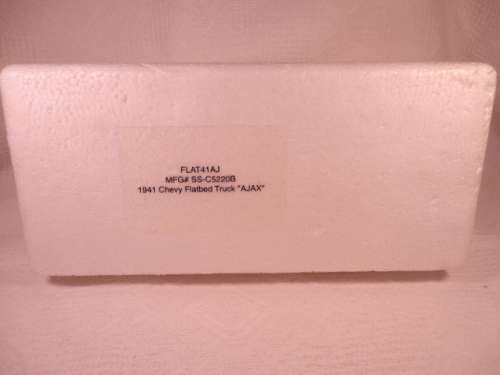 FLAT41AJ
MFG# SS-C5220B
1941 Chevy Flatbed Truck "AJAX"